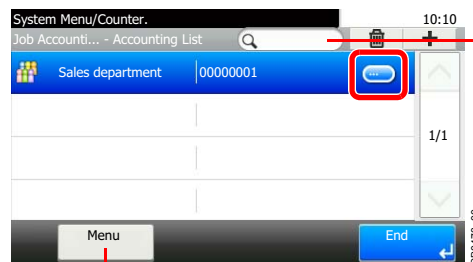 System Menu/Counter. 10:10
Job Accounti... - Accounting List
Sales department 00000001
1/1
Menu End